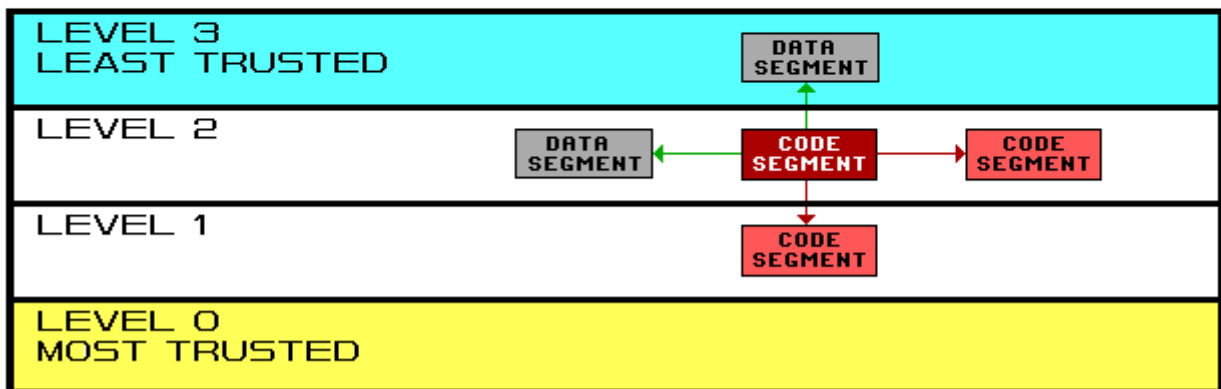 LEVEL 3
LEAST TRUSTED
DATA
SEGMENT
LEVEL 2
DATA
SEGMENT
CODE
SEGMENT
CODE
SEGMENT
LEVEL 1
CODE
SEGMENT
LEVEL 0
MOST TRUSTED